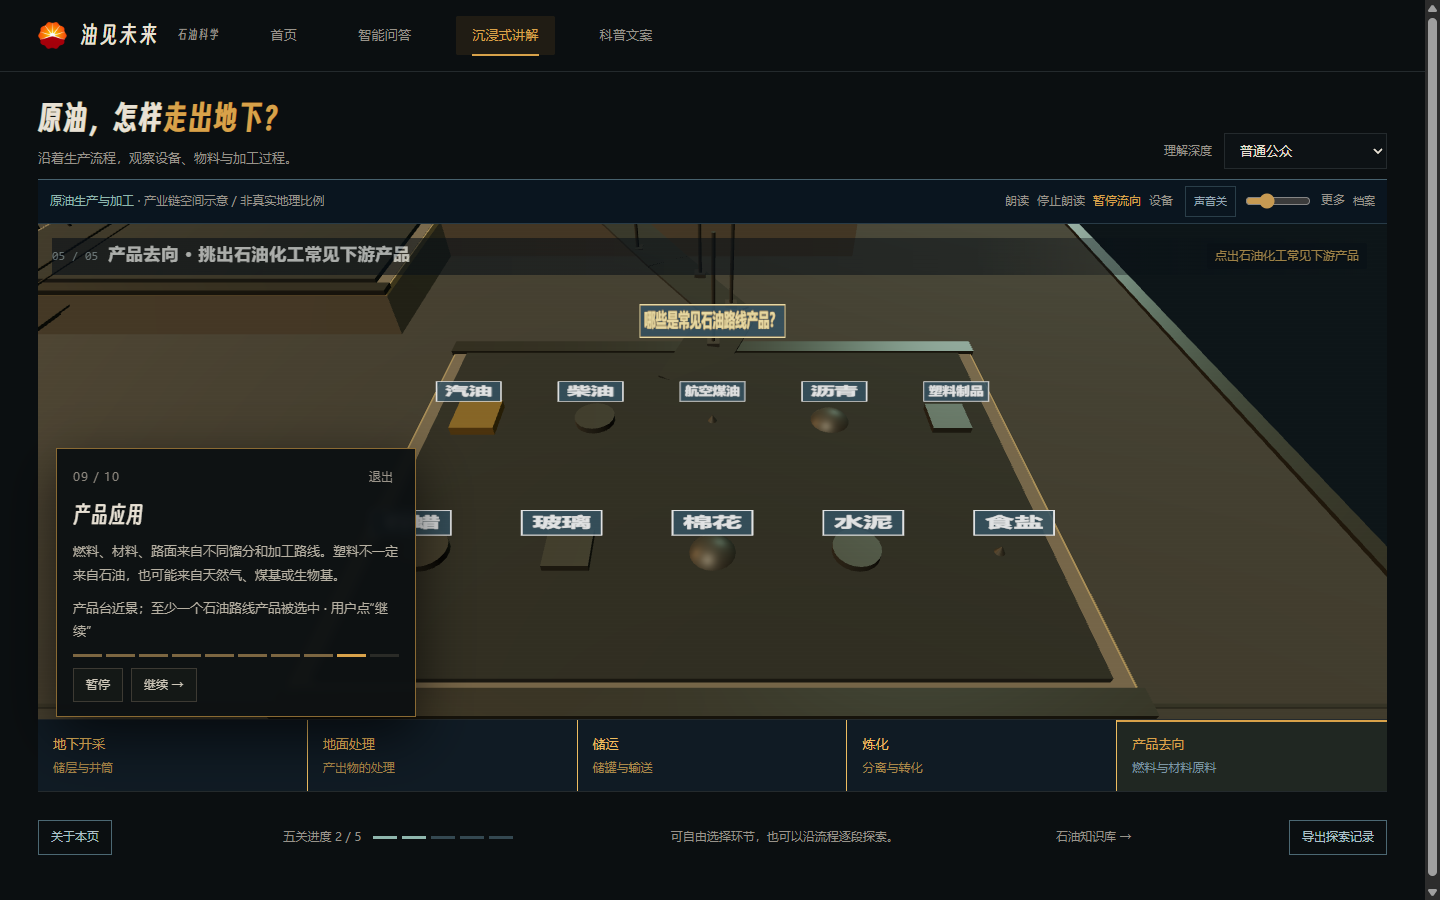 油见未来
石油科学
首页
智能问答
沉浸式讲解
科普文案
原油，怎样走出地下？
沿着生产流程，观察设备、物料与加工过程。
理解深度
普通公众
原油生产与加工 · 产业链空间示意 / 非真实地理比例
朗读
停止朗读
暂停流向
设备
声音关
更多
档案
05 / 05 产品去向 • 挑出石油化工常见下游产品
点出石油化工常见下游产品
哪些是常见石油路线产品？
汽油
柴油
航空煤油
沥青
塑料制品
蜡
玻璃
棉花
水泥
食盐
09 / 10
退出
产品应用
燃料、材料、路面来自不同馏分和加工路线。塑料不一定
来自石油，也可能来自天然气、煤基或生物基。
产品台近景；至少一个石油路线产品被选中 · 用户点“继
续”
暂停
继续 →
地下开采
储层与井筒
地面处理
产出物的处理
储运
储罐与输送
炼化
分离与转化
产品去向
燃料与材料原料
关于本页
五关进度 2 / 5
可自由选择环节，也可以沿流程逐段探索。
石油知识库 →
导出探索记录